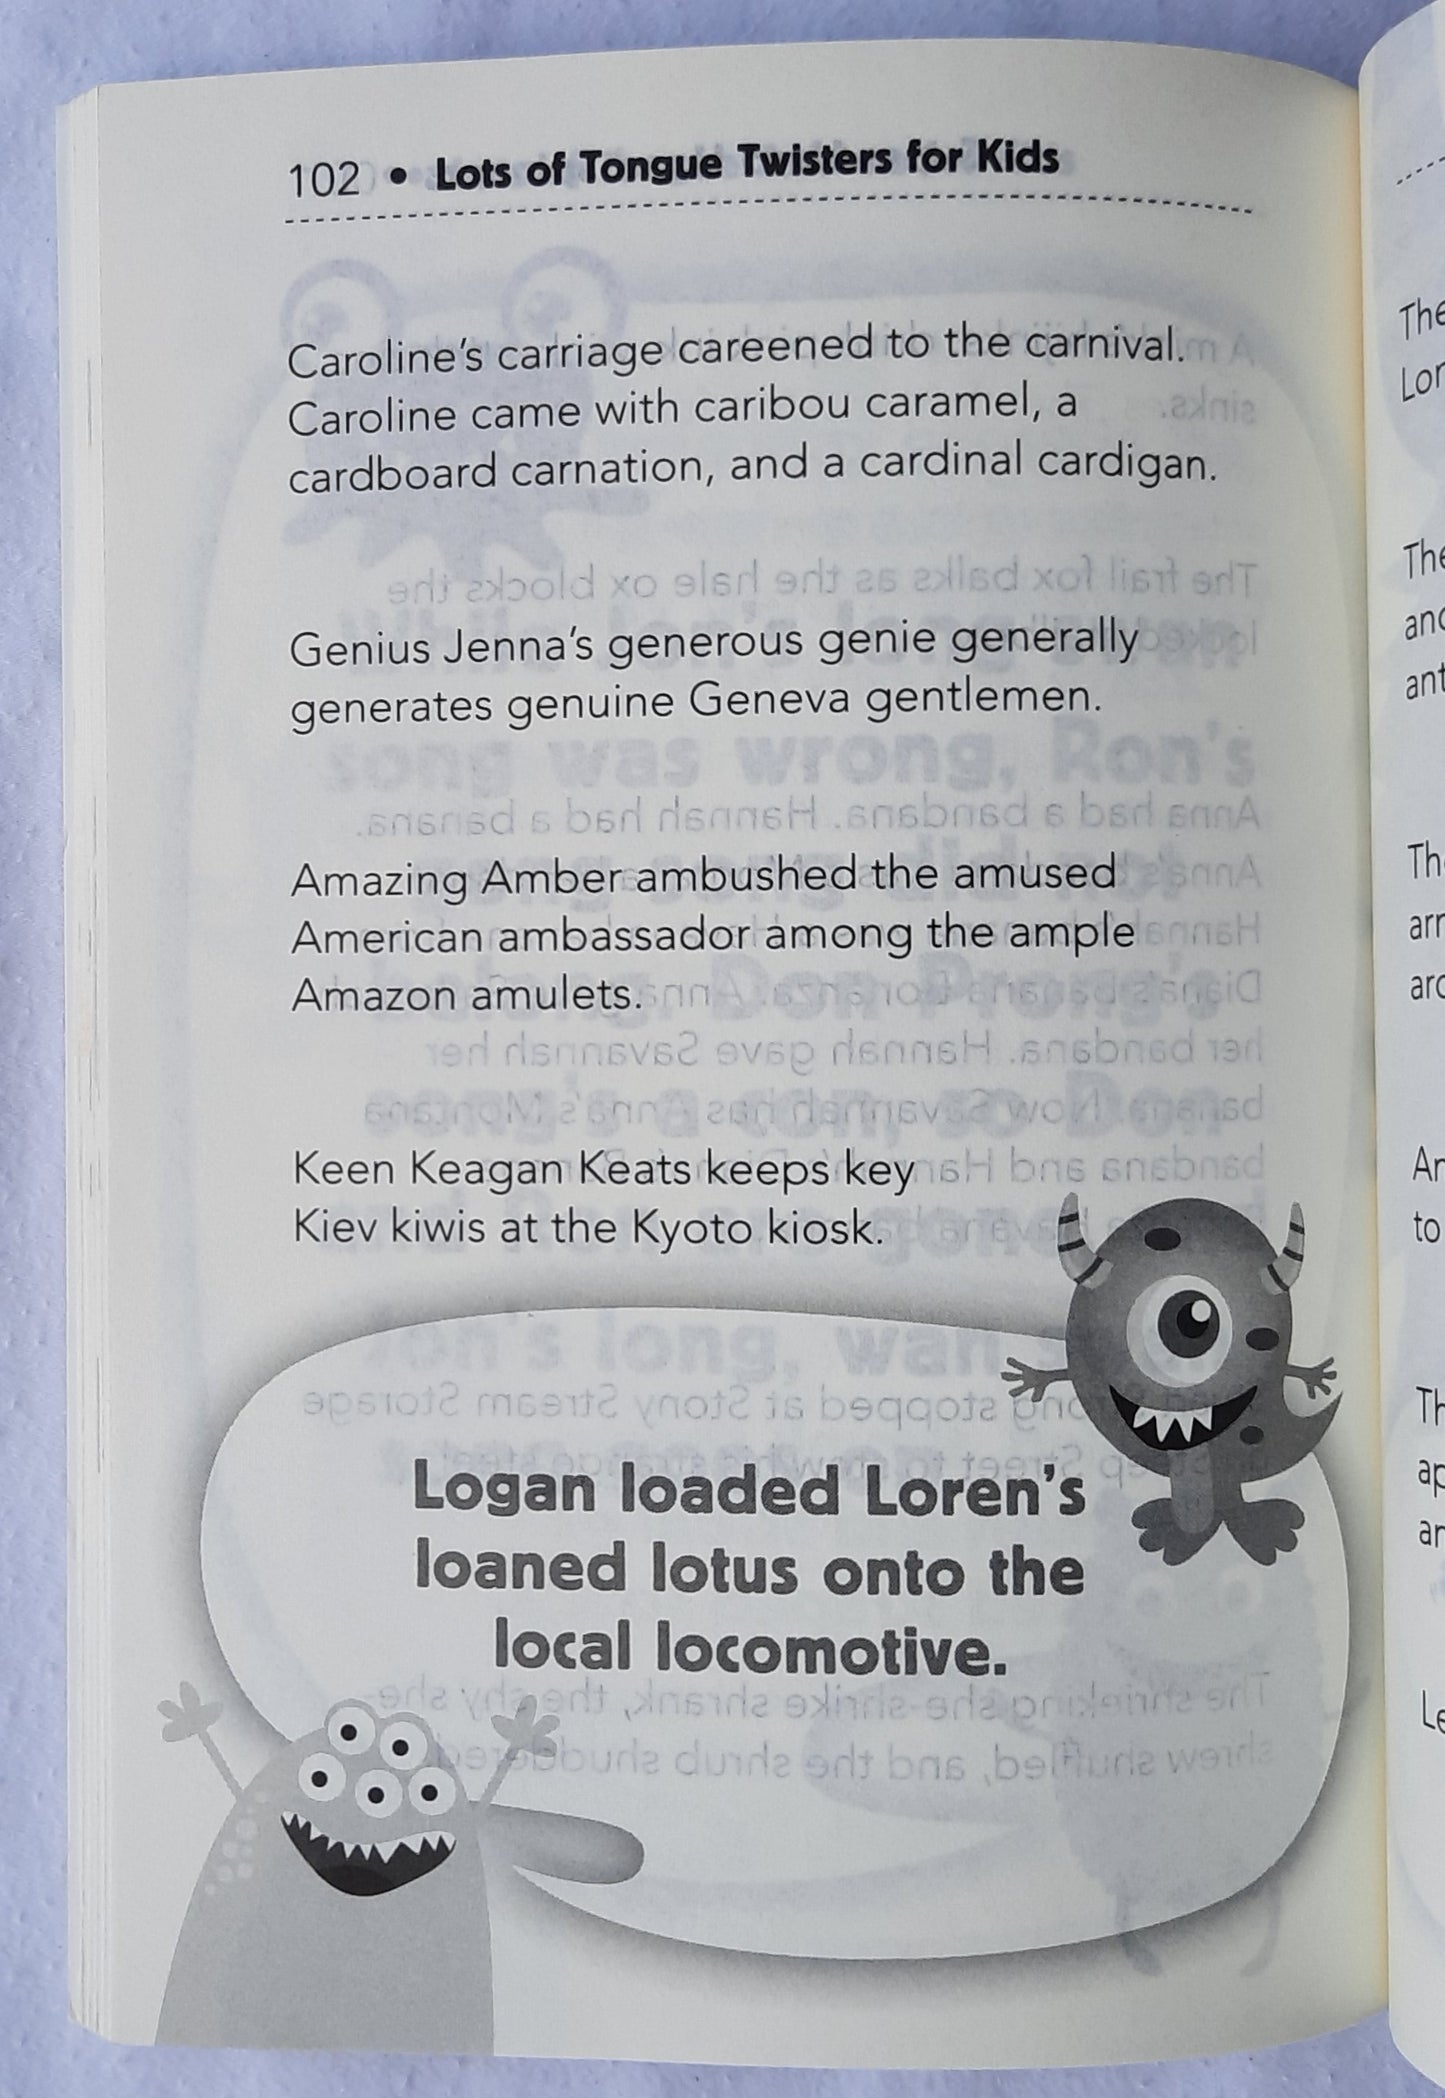 102 • Lots of Tongue Twisters for Kids
Caroline's carriage careened to the carnival.
Caroline came with caribou caramel, a
cardboard carnation, and a cardinal cardigan.
Genius Jenna's generous genie generally
generates genuine Geneva gentlemen.
Amazing Amber ambushed the amused
American ambassador among the ample
Amazon amulets.
Keen Keagan Keats keeps key
Kiev kiwis at the Kyoto kiosk.
Logan loaded Loren's
loaned lotus onto the
local locomotive.
The
to